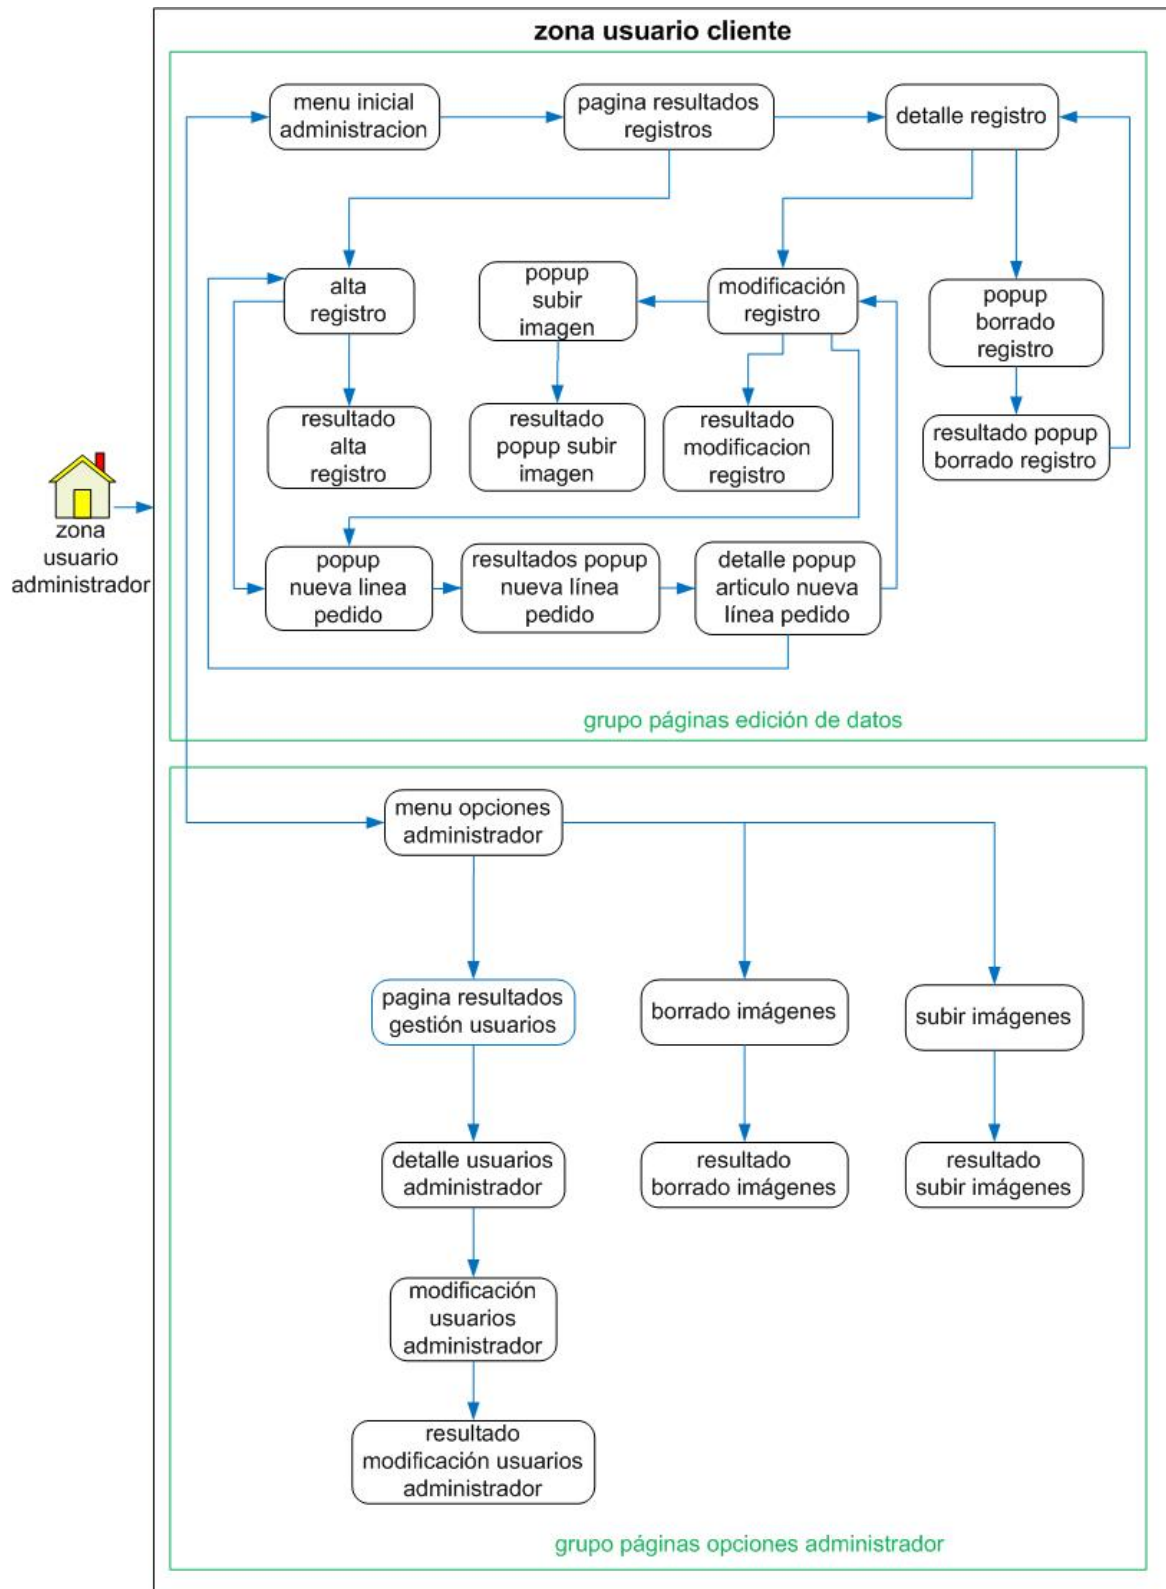 zona usuario cliente
menu inicial
administracion
pagina resultados
registros
detalle registro
alta
registro
popup
subir
imagen
modificación
registro
popup
borrado
registro
resultado
alta
registro
resultado
popup subir
imagen
resultado
modificacion
registro
resultado popup
borrado registro
zona
usuario
administrador
popup
nueva linea
pedido
resultados popup
nueva línea
pedido
detalle popup
articulo nueva
línea pedido
grupo páginas edición de datos
menu opciones
administrador
pagina resultados
gestión usuarios
borrado imágenes
subir imágenes
detalle usuarios
administrador
resultado
borrado imágenes
resultado
subir imágenes
modificación
usuarios
administrador
resultado
modificación usuarios
administrador
grupo páginas opciones administrador